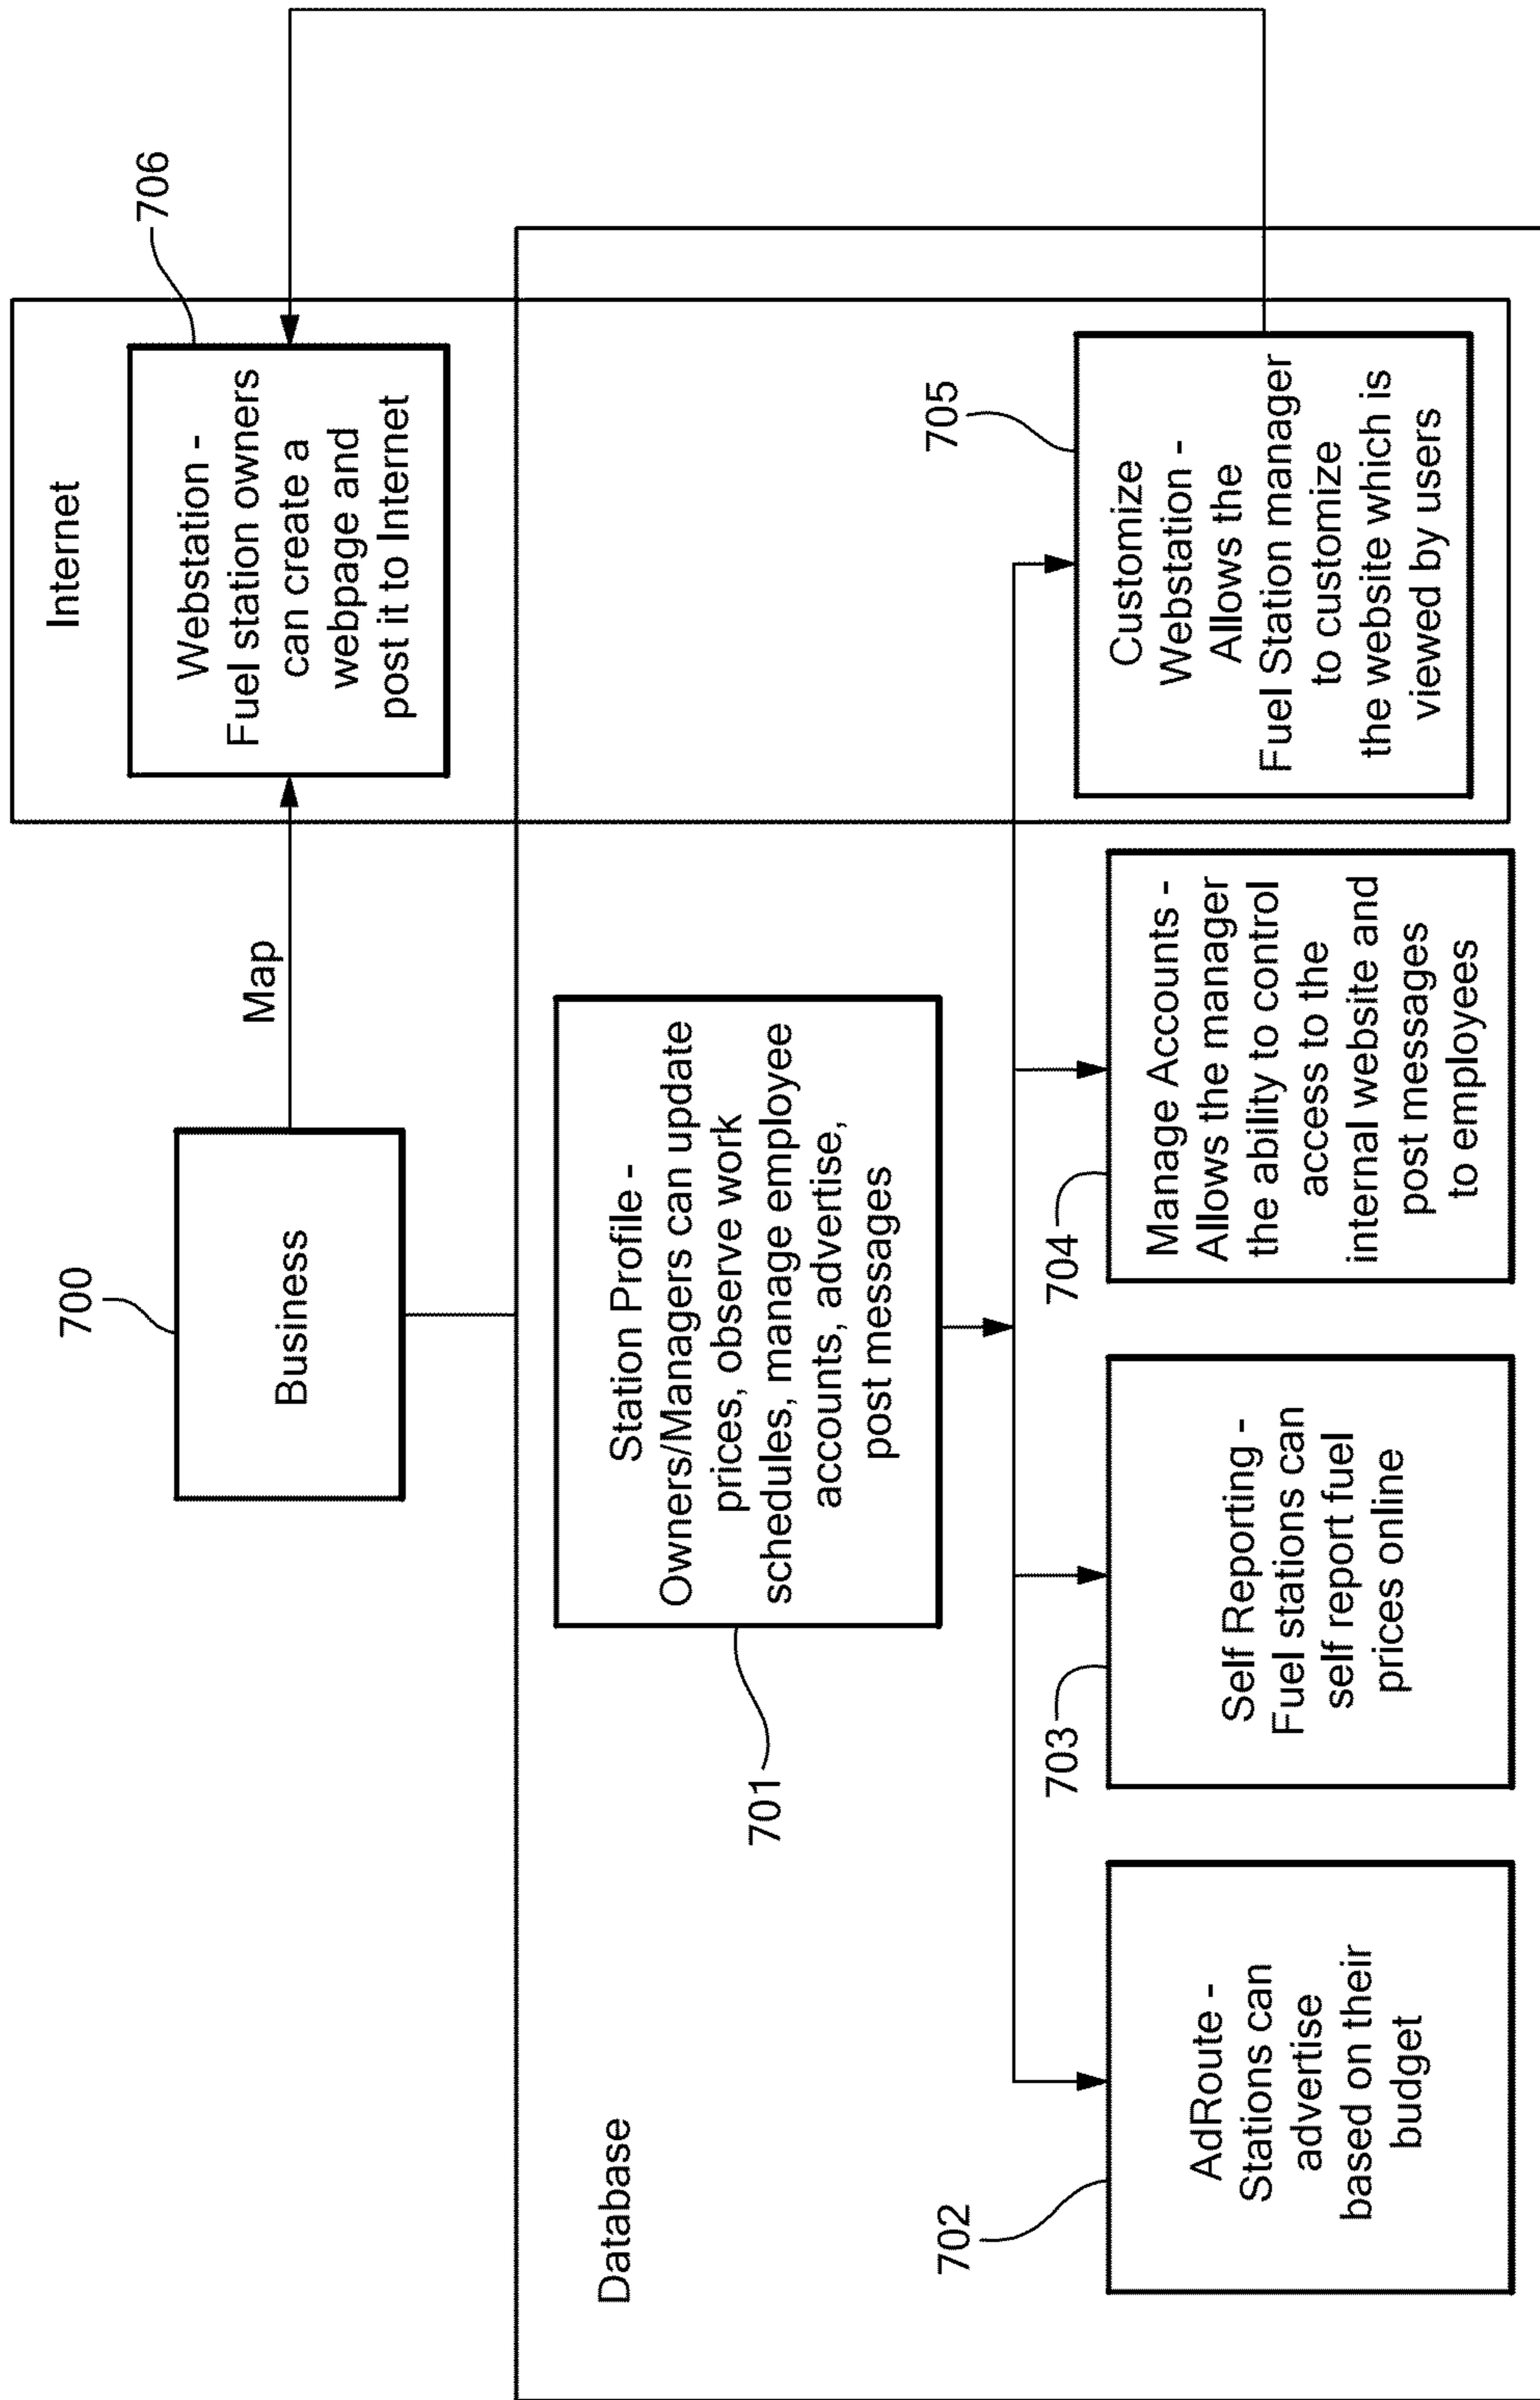 700
Business
Map
Internet
706
Webstation -
Fuel station owners
can create a
webpage and
post it to Internet
Database
701
Station Profile -
Owners/Managers can update
prices, observe work
schedules, manage employee
accounts, advertise,
post messages
702
AdRoute -
Stations can
advertise
based on their
budget
703
Self Reporting -
Fuel stations can
self report fuel
prices online
704
Manage Accounts -
Allows the manager
the ability to control
access to the
internal website and
post messages
to employees
705
Customize
Webstation -
Allows the
Fuel Station manager
to customize
the website which is
viewed by users